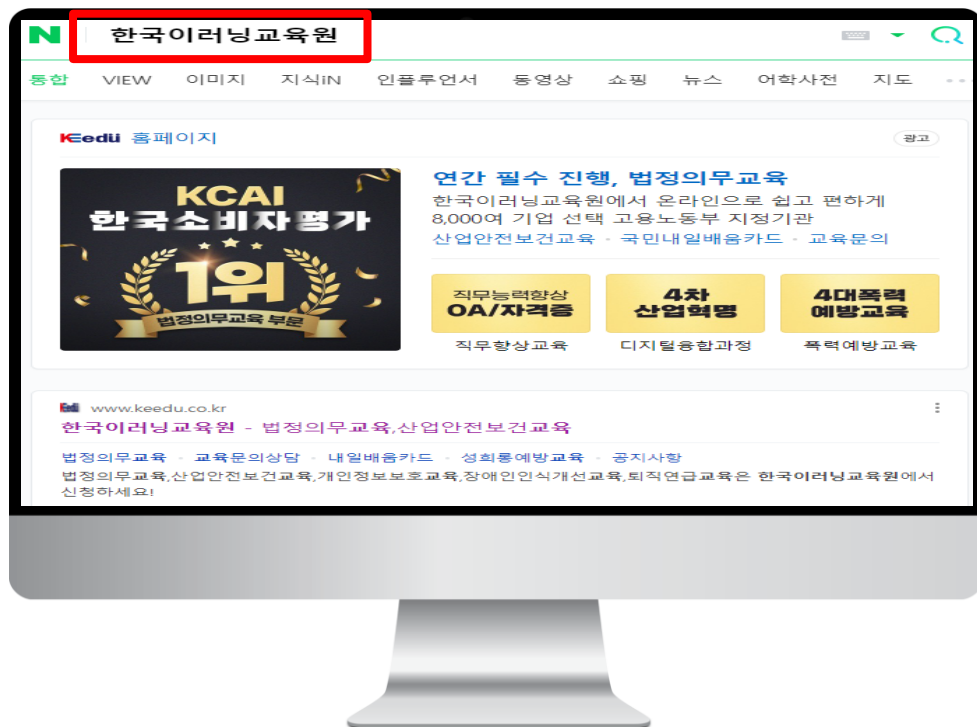 N 한국이러닝교육원
통합 VIEW 이미지 지식iN 인플루언서 동영상 쇼핑 뉴스 어학사전 지도
KEedu 홈페이지 광고
KCAI
한국소비자평가
1위
법정의무교육 부문
연간 필수 진행, 법정의무교육
한국이러닝교육원에서 온라인으로 쉽고 편하게
8,000여 기업 선택 고용노동부 지정기관
산업안전보건교육 · 국민내일배움카드 · 교육문의
직무능력향상
OA/자격증
4차
산업혁명
4대폭력
예방교육
직무향상교육 디지털융합과정 폭력예방교육
www.keedu.co.kr
한국이러닝교육원 - 법정의무교육,산업안전보건교육
법정의무교육 · 교육문의상담 · 내일배움카드 · 성희롱예방교육 · 공지사항
법정의무교육,산업안전보건교육,개인정보보호교육,장애인인식개선교육,퇴직연금교육은 한국이러닝교육원에서
신청하세요!